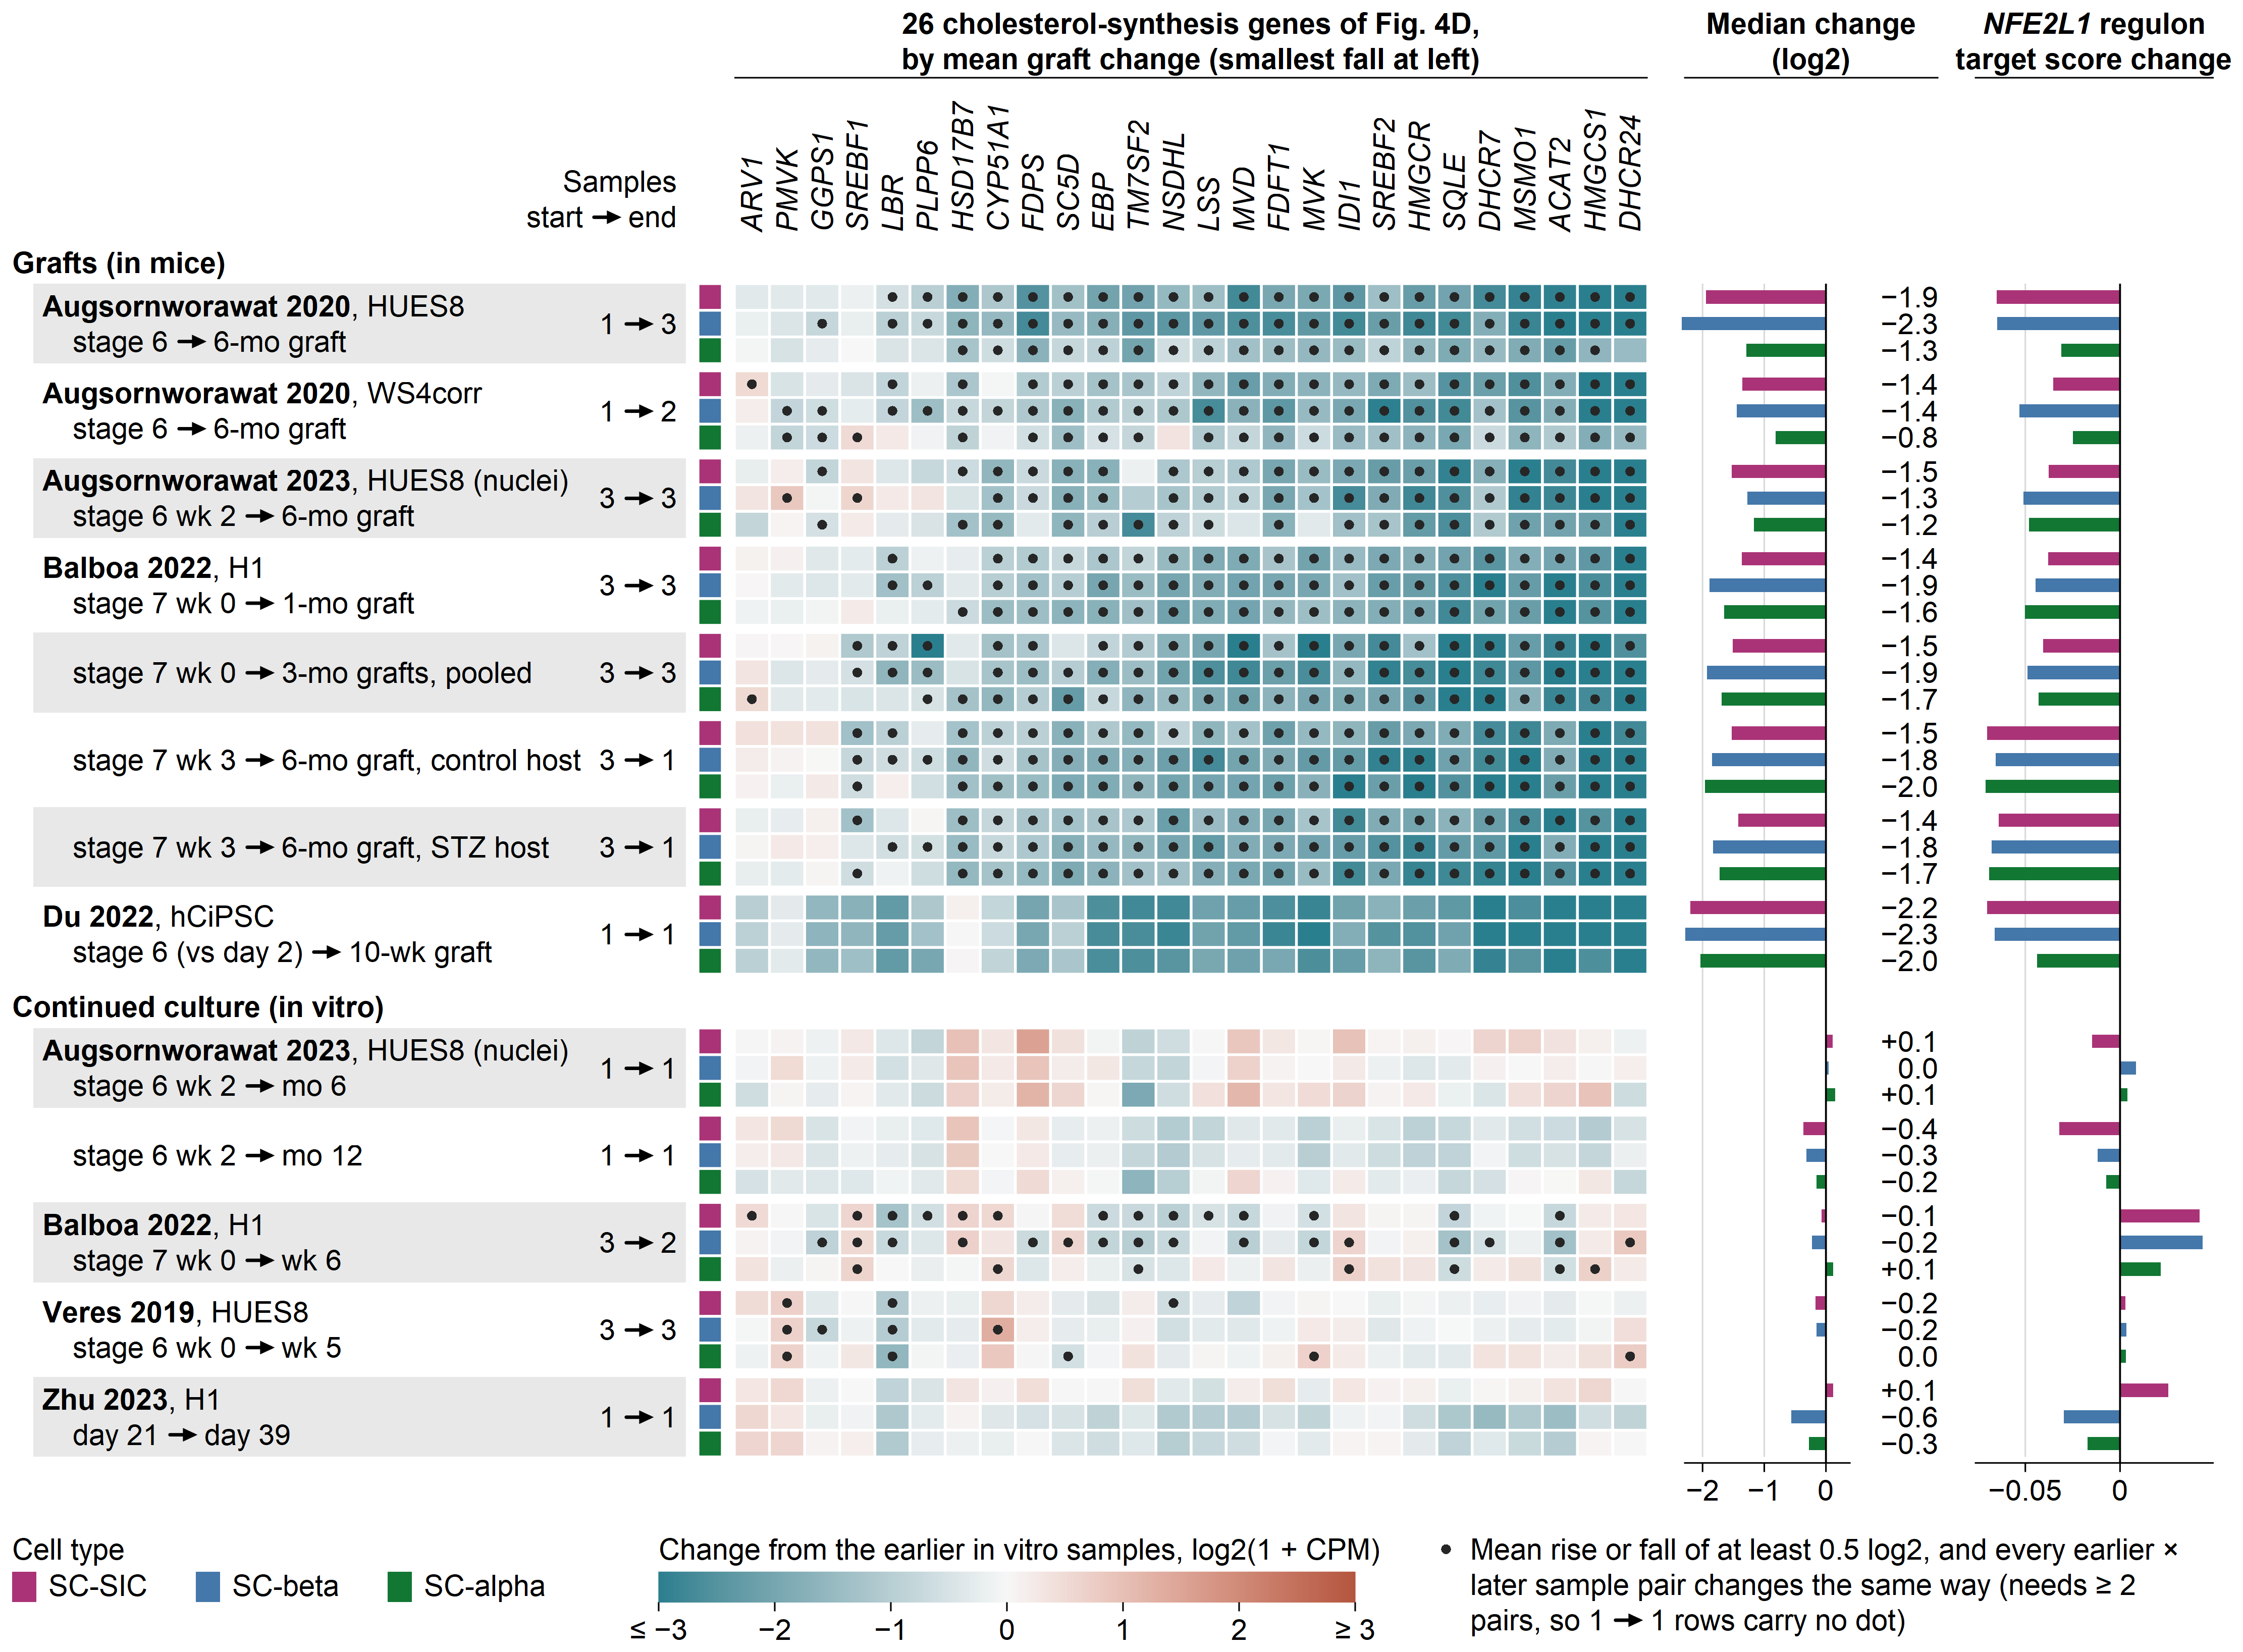 26 cholesterol-synthesis genes of Fig. 4D,
by mean graft change (smallest fall at left)
Median change
(log2)
NFE2L1 regulon
target score change
Samples
start → end
ARV1
PMVK
GGPS1
SREBF1
LBR
PLPP6
HSD17B7
CYP51A1
FDPS
SC5D
EBP
TM7SF2
NSDHL
LSS
MVD
FDFT1
MVK
IDI1
SREBF2
HMGCR
SQLE
DHCR7
MSMO1
ACAT2
HMGCS1
DHCR24
Grafts (in mice)
Augsornworawat 2020, HUES8
stage 6 → 6-mo graft
1 → 3
−1.9
−2.3
−1.3
Augsornworawat 2020, WS4corr
stage 6 → 6-mo graft
1 → 2
−1.4
−1.4
−0.8
Augsornworawat 2023, HUES8 (nuclei)
stage 6 wk 2 → 6-mo graft
3 → 3
−1.5
−1.3
−1.2
Balboa 2022, H1
stage 7 wk 0 → 1-mo graft
3 → 3
−1.4
−1.9
−1.6
stage 7 wk 0 → 3-mo grafts, pooled
3 → 3
−1.5
−1.9
−1.7
stage 7 wk 3 → 6-mo graft, control host
3 → 1
−1.5
−1.8
−2.0
stage 7 wk 3 → 6-mo graft, STZ host
3 → 1
−1.4
−1.8
−1.7
Du 2022, hCiPSC
stage 6 (vs day 2) → 10-wk graft
1 → 1
−2.2
−2.3
−2.0
Continued culture (in vitro)
Augsornworawat 2023, HUES8 (nuclei)
stage 6 wk 2 → mo 6
1 → 1
+0.1
0.0
+0.1
stage 6 wk 2 → mo 12
1 → 1
−0.4
−0.3
−0.2
Balboa 2022, H1
stage 7 wk 0 → wk 6
3 → 2
−0.1
−0.2
+0.1
Veres 2019, HUES8
stage 6 wk 0 → wk 5
3 → 3
−0.2
−0.2
0.0
Zhu 2023, H1
day 21 → day 39
1 → 1
+0.1
−0.6
−0.3
−2 −1 0
−0.05 0
Cell type
SC-SIC SC-beta SC-alpha
Change from the earlier in vitro samples, log2(1 + CPM)
≤ −3 −2 −1 0 1 2 ≥ 3
● Mean rise or fall of at least 0.5 log2, and every earlier ×
later sample pair changes the same way (needs ≥ 2
pairs, so 1 → 1 rows carry no dot)